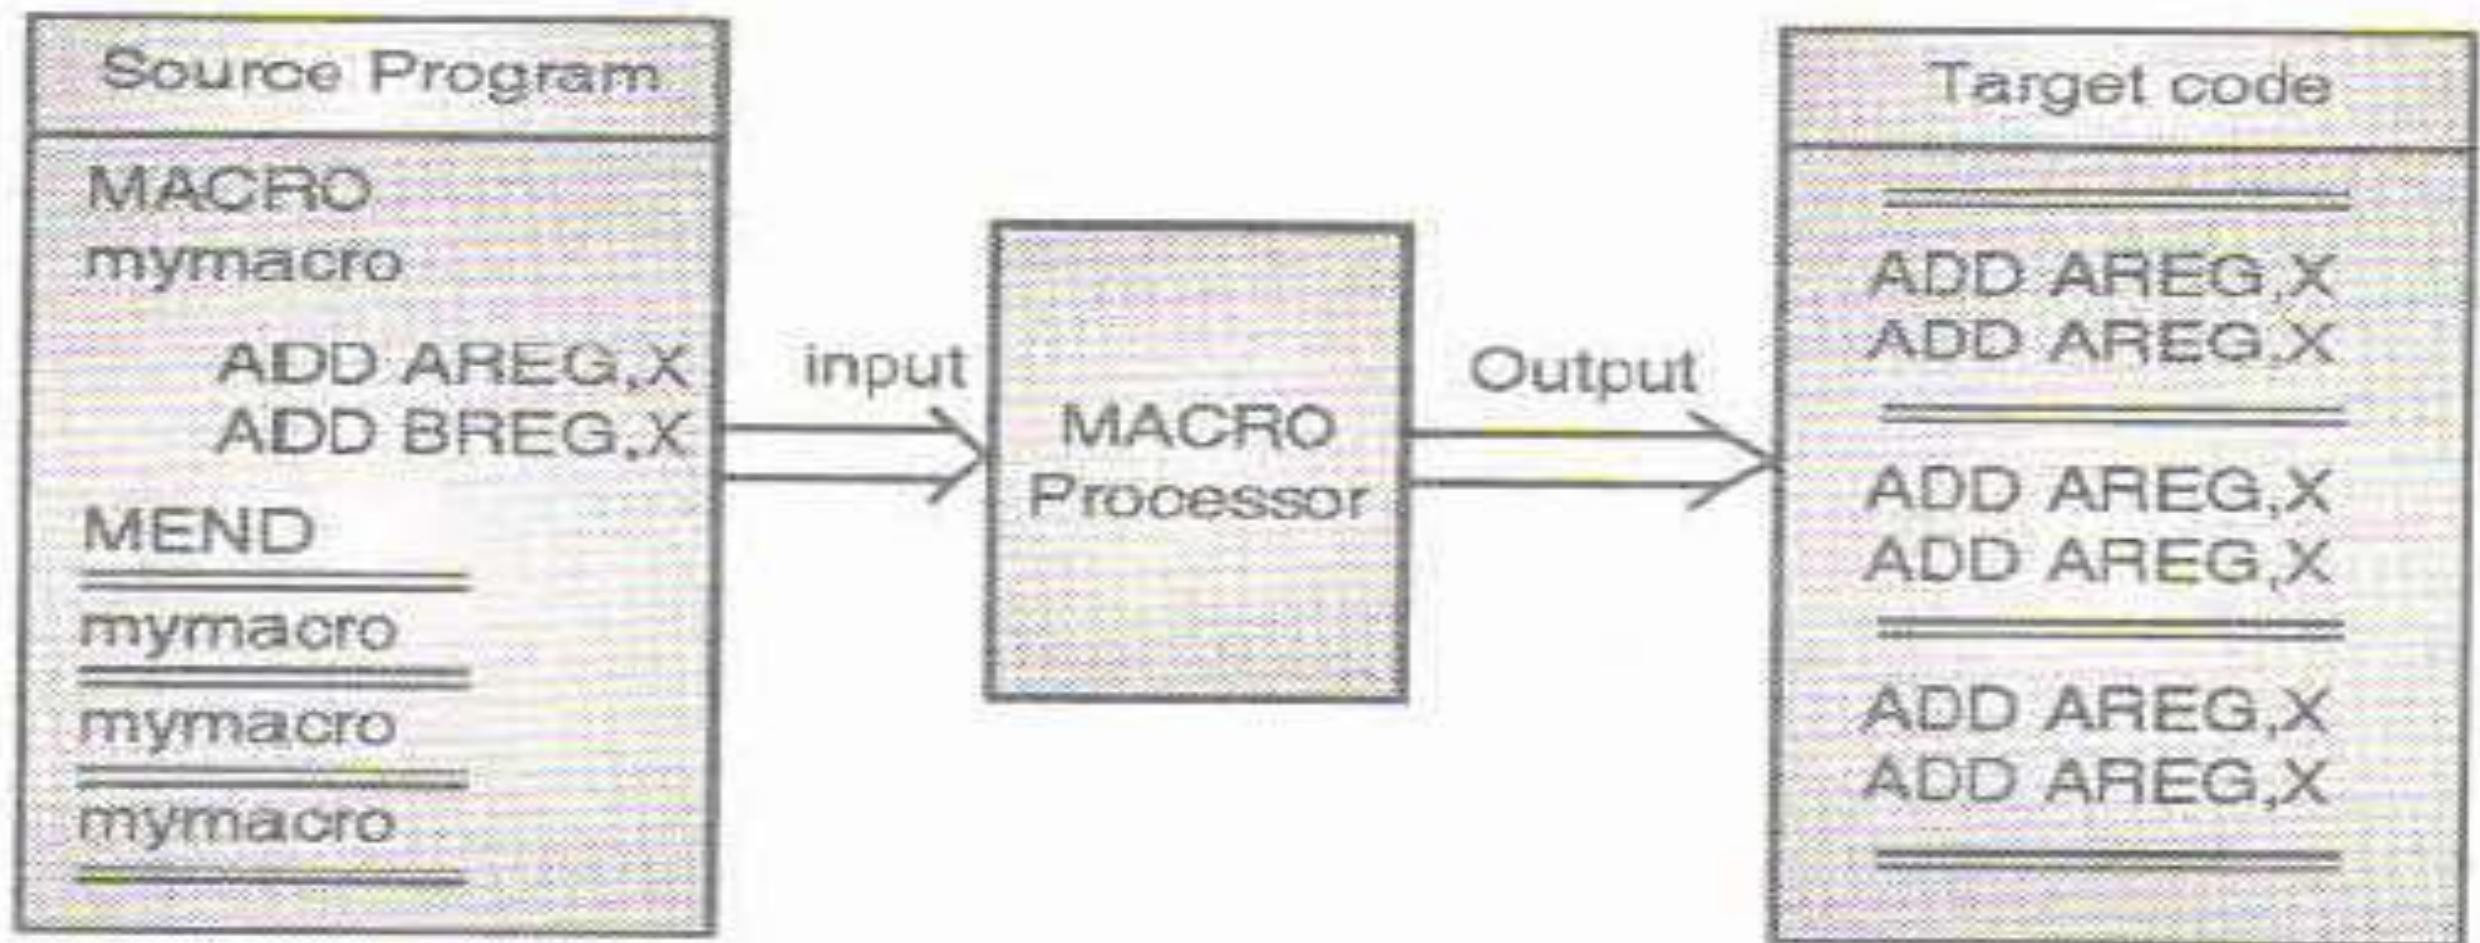 Source Program
MACRO
mymacro
ADD AREG,X
ADD BREG,X
MEND
mymacro
mymacro
mymacro
input
MACRO
Processor
Output
Target code
ADD AREG,X
ADD AREG,X
ADD AREG,X
ADD AREG,X
ADD AREG,X
ADD AREG,X